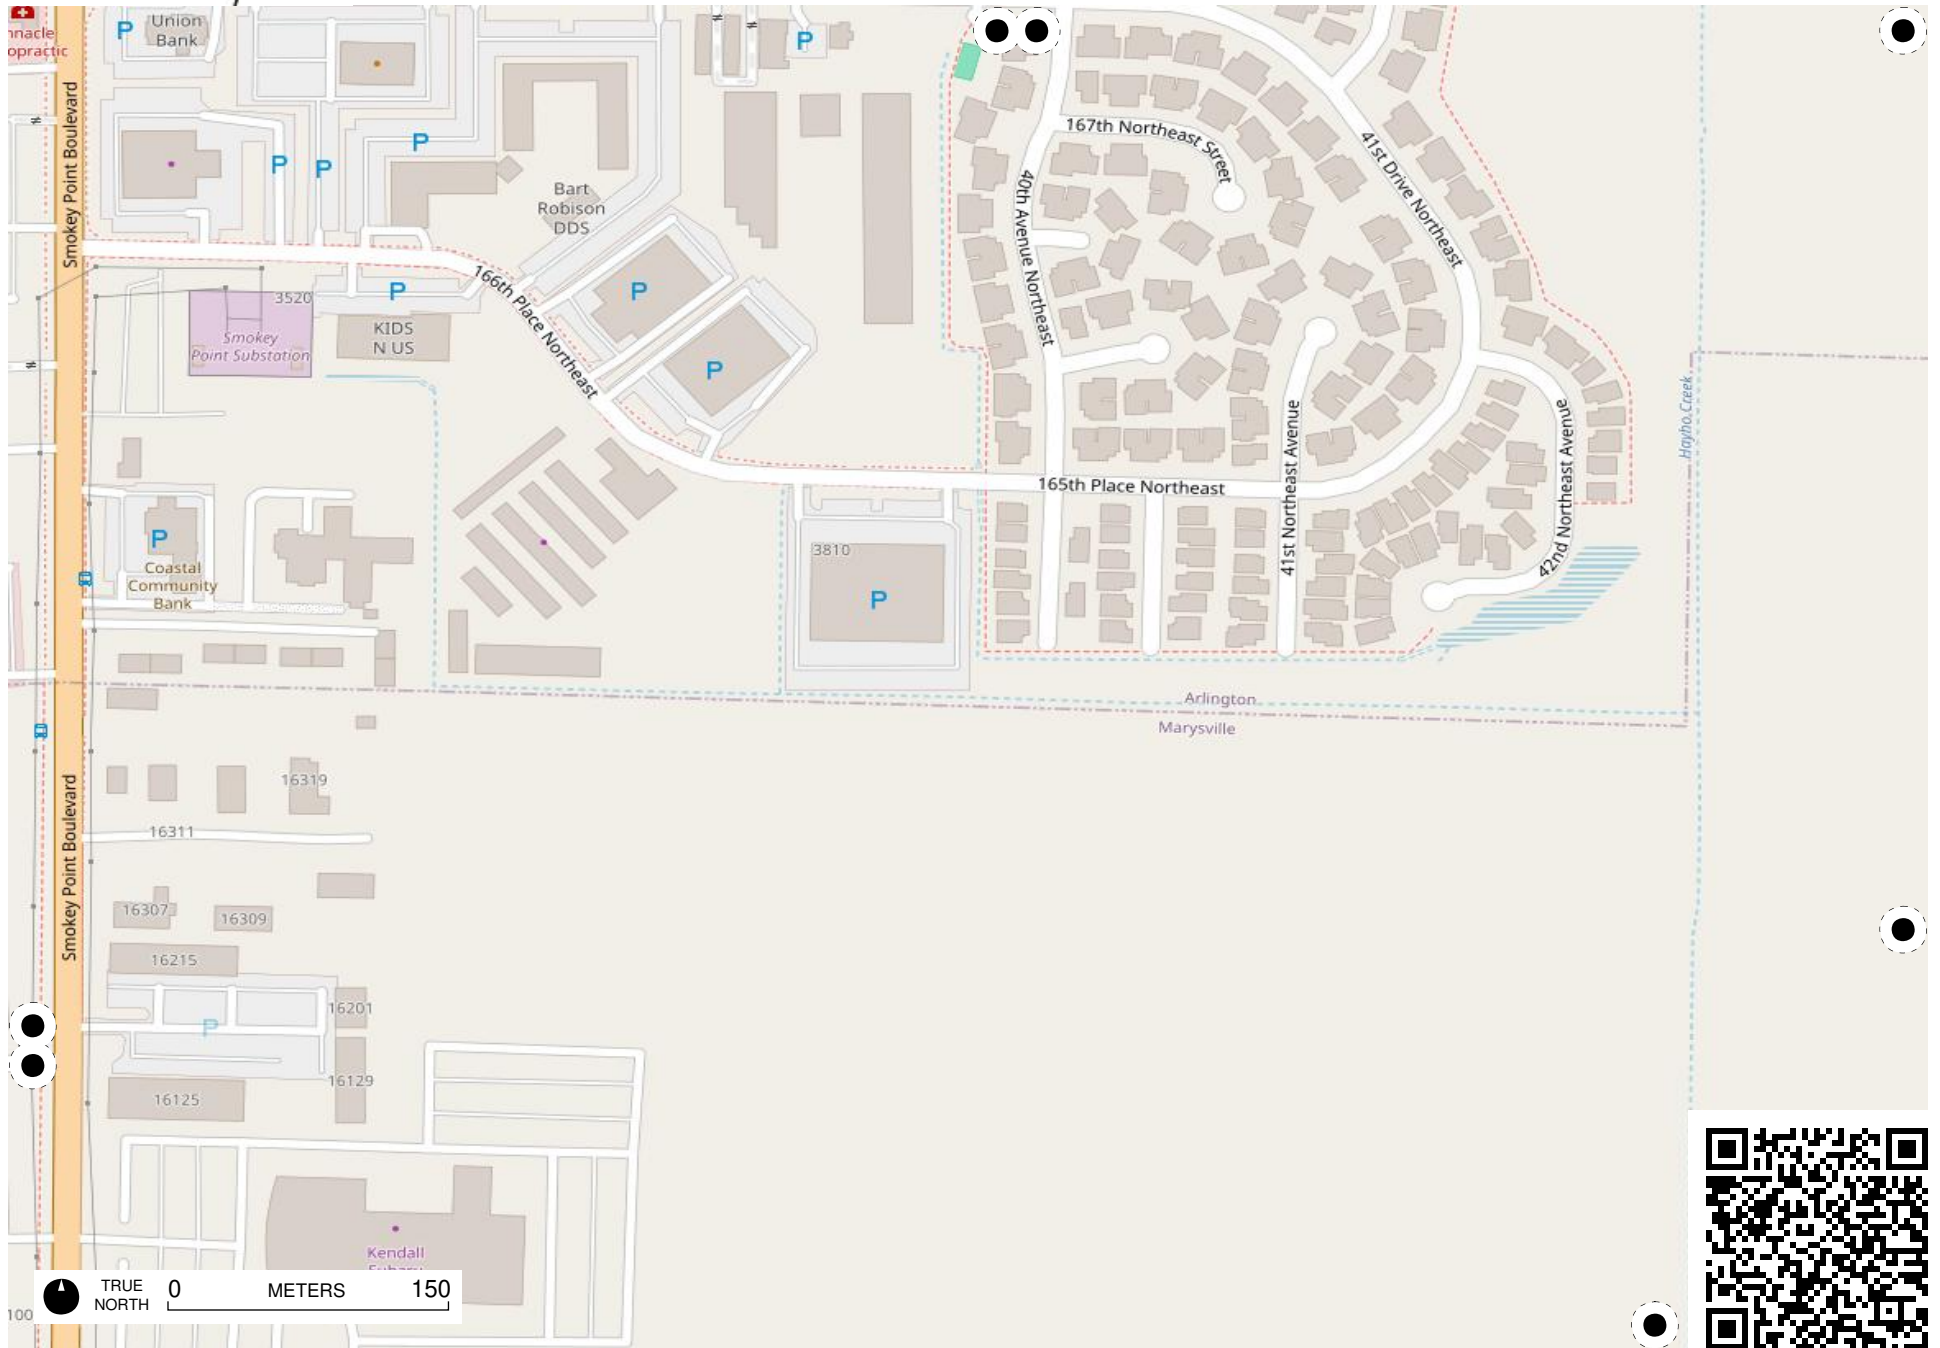 Union
Bank
P
P
nnacle
opractic
Smokey Point Boulevard
P
P
P
167th Northeast Street
41st Drive Northeast
40th Avenue Northeast
Bart
Robison
DDS
166th Place Northeast
3520
Smokey
Point Substation
P
KIDS
N US
P
P
Hayho Creek
41st Northeast Avenue
42nd Northeast Avenue
165th Place Northeast
P
Coastal
Community
Bank
3810
P
Arlington
Marysville
Smokey Point Boulevard
16319
16311
16307
16309
16215
16201
P
16129
16125
Kendall
Subaru
TRUE
NORTH
0
METERS
150
100